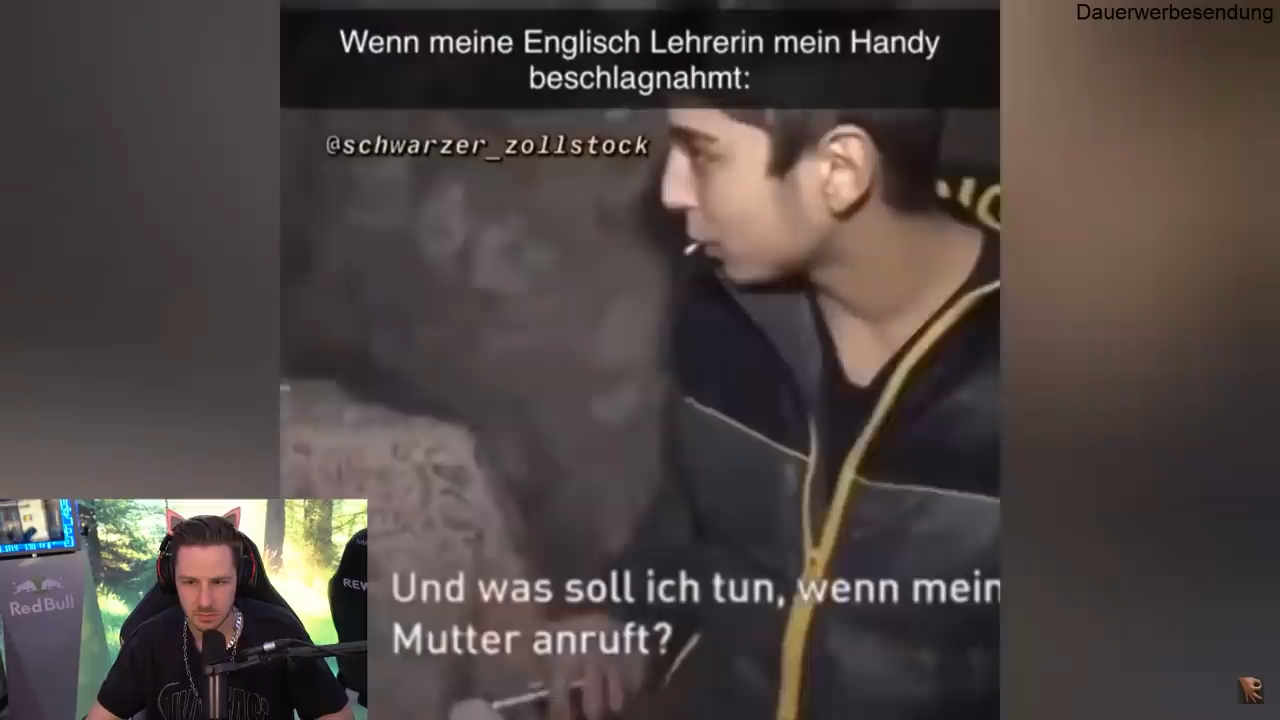 Dauerwerbesendung
Wenn meine Englisch Lehrerin mein Handy
beschlagnahmt:
@schwarzer_zollstock
Und was soll ich tun, wenn mein
Mutter anruft?
RedBull